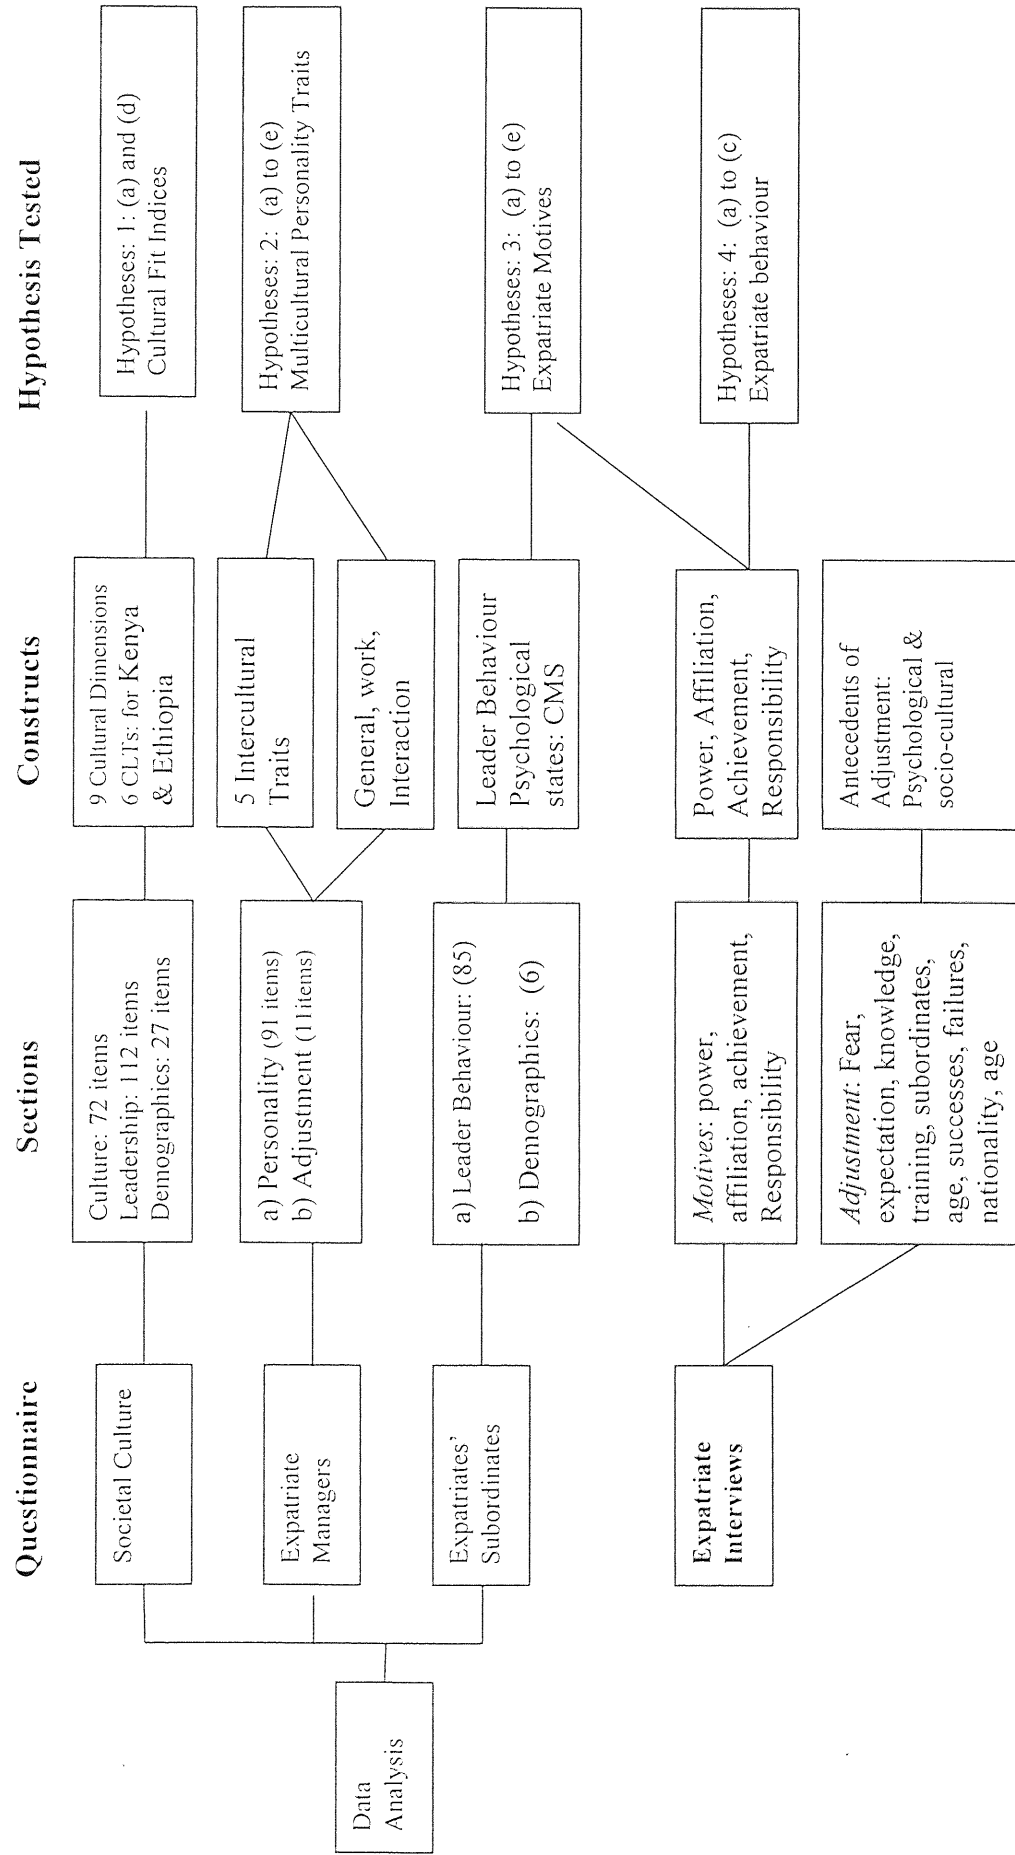 Questionnaire
Sections
Constructs
Hypothesis Tested
Data
Analysis
Societal Culture
Culture: 72 items
Leadership: 112 items
Demographics: 27 items
9 Cultural Dimensions
6 CLTs: for Kenya
& Ethiopia
Hypotheses: 1: (a) and (d)
Cultural Fit Indices
Expatriate
Managers
a) Personality (91 items)
b) Adjustment (11 items)
5 Intercultural
Traits
General, work,
Interaction
Hypotheses: 2: (a) to (e)
Multicultural Personality Traits
Expatriates'
Subordinates
a) Leader Behaviour: (85)
b) Demographics: (6)
Leader Behaviour
Psychological
states: CMS
Hypotheses: 3: (a) to (e)
Expatriate Motives
Expatriate
Interviews
Motives: power,
affiliation, achievement,
Responsibility
Power, Affiliation,
Achievement,
Responsibility
Hypotheses: 4: (a) to (c)
Expatriate behaviour
Adjustment: Fear,
expectation, knowledge,
training, subordinates,
age, successes, failures,
nationality, age
Antecedents of
Adjustment:
Psychological &
socio-cultural